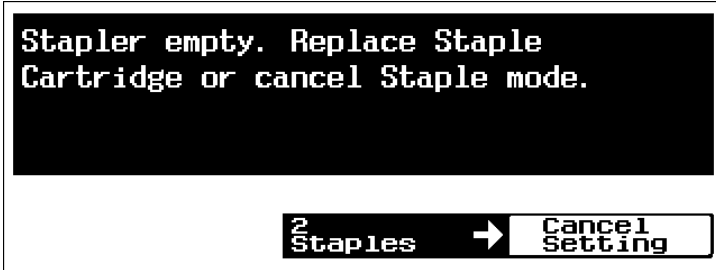 Stapler empty. Replace Staple
Cartridge or cancel Staple mode.
2
Staples
Cancel
Setting